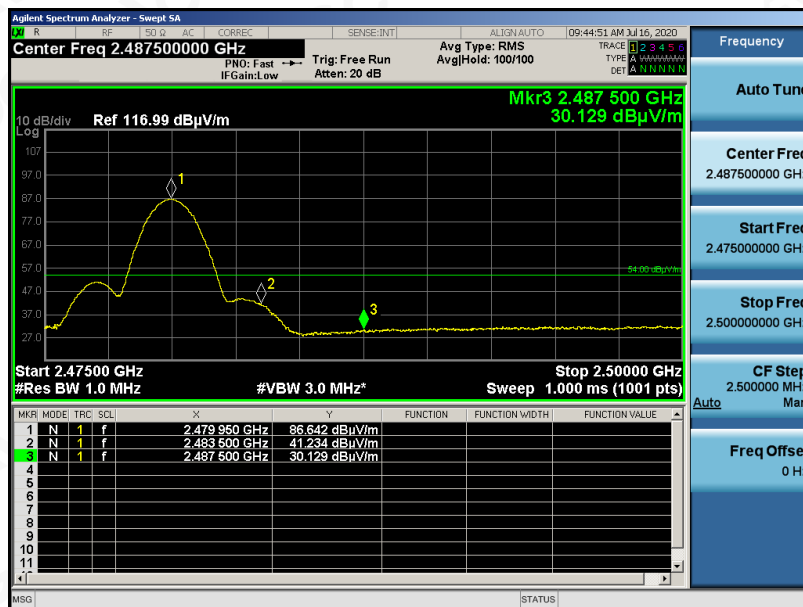 Agilent Spectrum Analyzer - Swept SA
LXI R RF 50 Ω AC CORREC SENSE:INT ALIGN AUTO 09:44:51 AM Jul 16, 2020
Center Freq 2.487500000 GHz
PNO: Fast
IFGain:Low
Trig: Free Run
Atten: 20 dB
Avg Type: RMS
Avg|Hold: 100/100
TRACE 1 2 3 4 5 6
TYPE A WWWWW
DET A N N N N N
Mkr3 2.487 500 GHz
30.129 dBµV/m
10 dB/div Ref 116.99 dBµV/m
Log
107
97.0
87.0
77.0
67.0
57.0
47.0
37.0
27.0
1
2
3
54.00 dBµV/m
Start 2.47500 GHz Stop 2.50000 GHz
#Res BW 1.0 MHz #VBW 3.0 MHz* Sweep 1.000 ms (1001 pts)
MKR MODE TRC SCL X Y FUNCTION FUNCTION WIDTH FUNCTION VALUE
1 N 1 f 2.479 950 GHz 86.642 dBµV/m
2 N 1 f 2.483 500 GHz 41.234 dBµV/m
3 N 1 f 2.487 500 GHz 30.129 dBµV/m
4
5
6
7
8
9
10
11
MSG STATUS
Frequency
Auto Tune
Center Freq
2.487500000 GHz
Start Freq
2.475000000 GHz
Stop Freq
2.500000000 GHz
CF Step
2.500000 MHz
Auto Man
Freq Offset
0 Hz